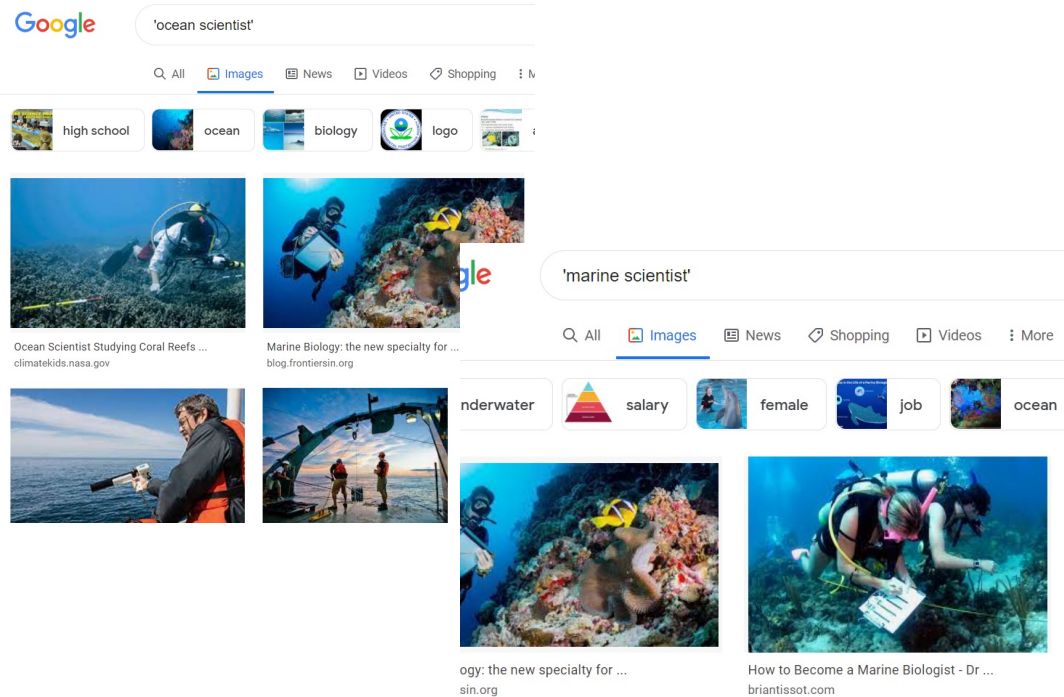 Google
'ocean scientist'
All Images News Videos Shopping M
high school ocean biology logo a
Ocean Scientist Studying Coral Reefs ...
climatekids.nasa.gov
Marine Biology: the new specialty for ...
blog.frontiersin.org
gle
'marine scientist'
All Images News Shopping Videos More
nderwater salary female job ocean
ogy: the new specialty for ...
sin.org
How to Become a Marine Biologist - Dr ...
briantissot.com